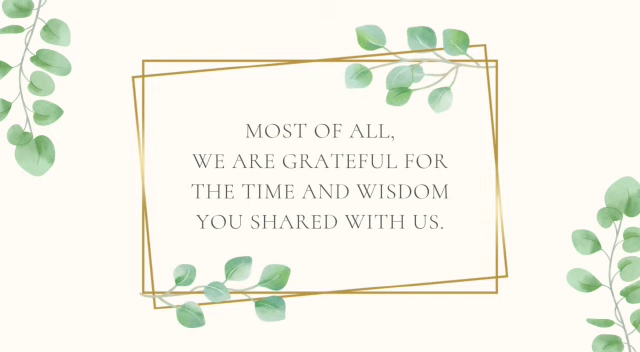 MOST OF ALL,
WE ARE GRATEFUL FOR
THE TIME AND WISDOM
YOU SHARED WITH US.